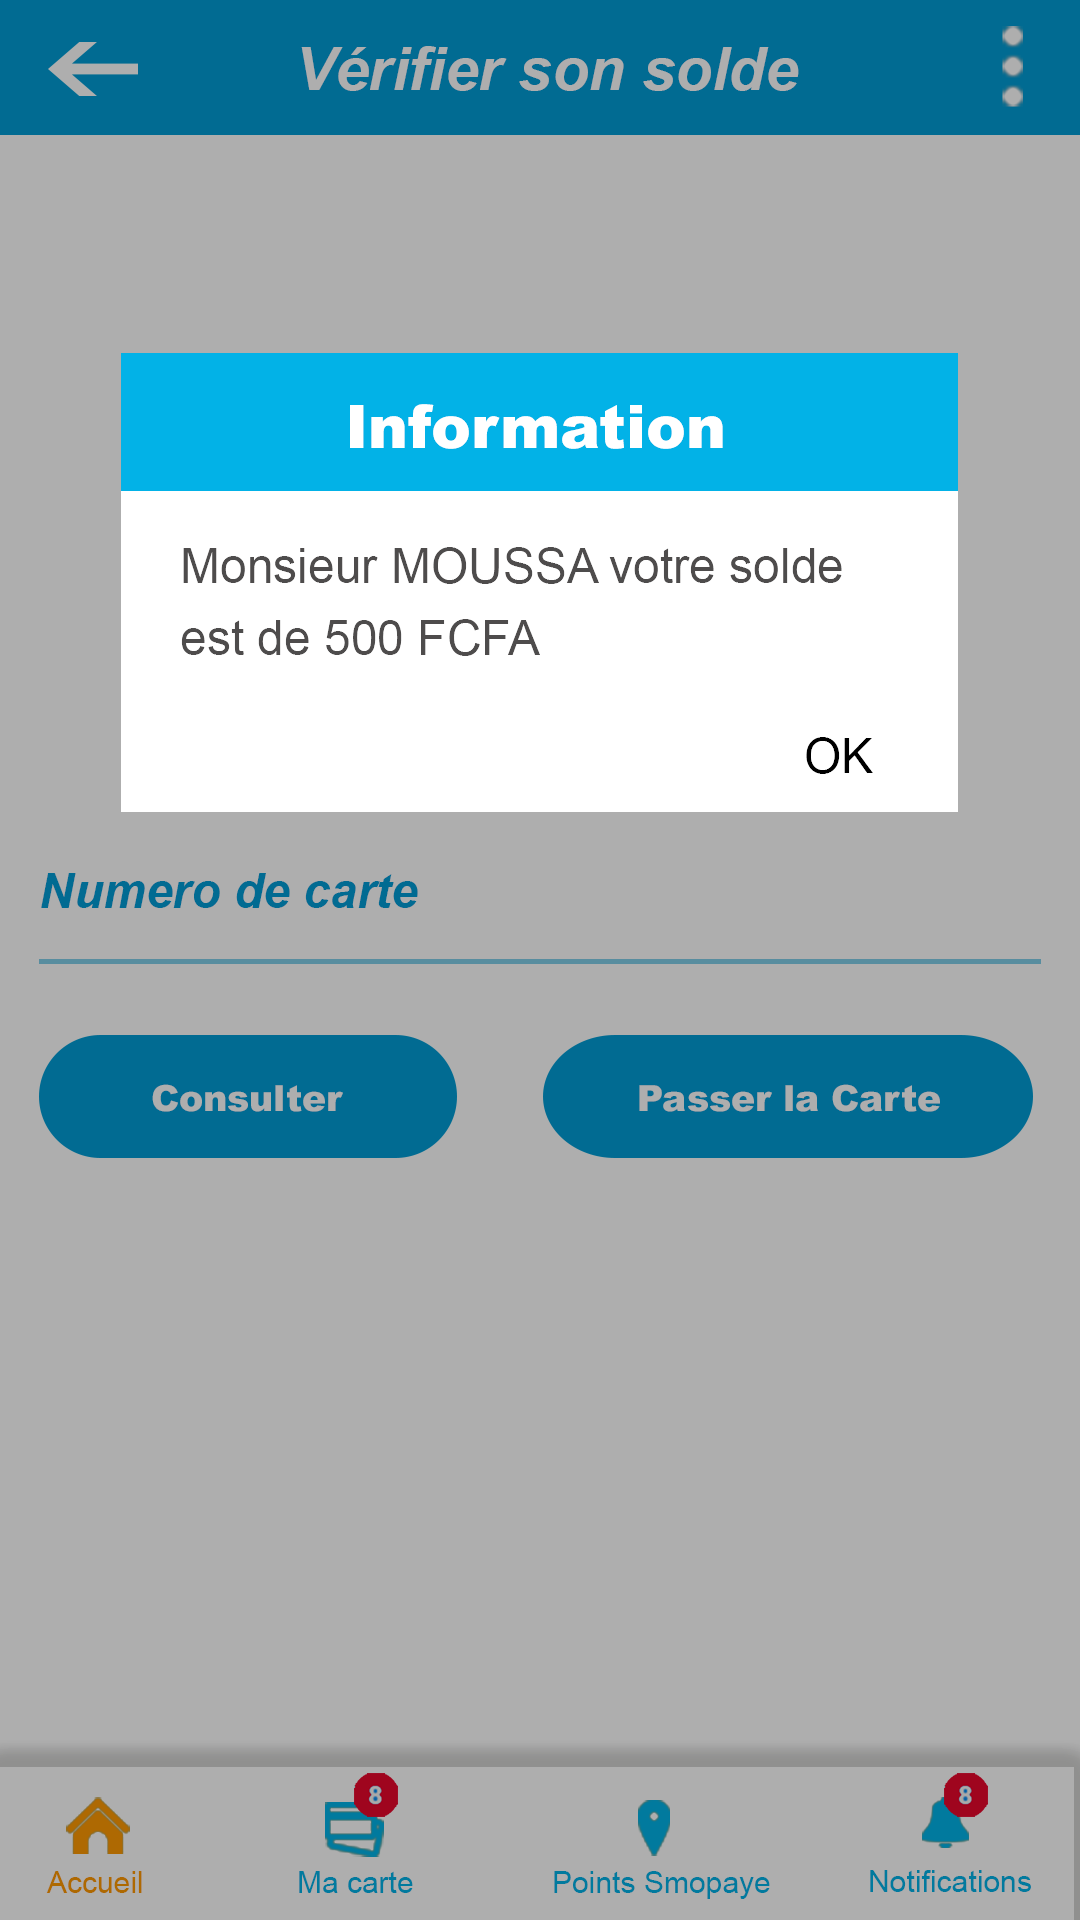 Vérifier son solde
Information
Monsieur MOUSSA votre solde
est de 500 FCFA
OK
Numero de carte
Consulter
Passer la Carte
8
8
Accueil
Ma carte
Points Smopaye
Notifications